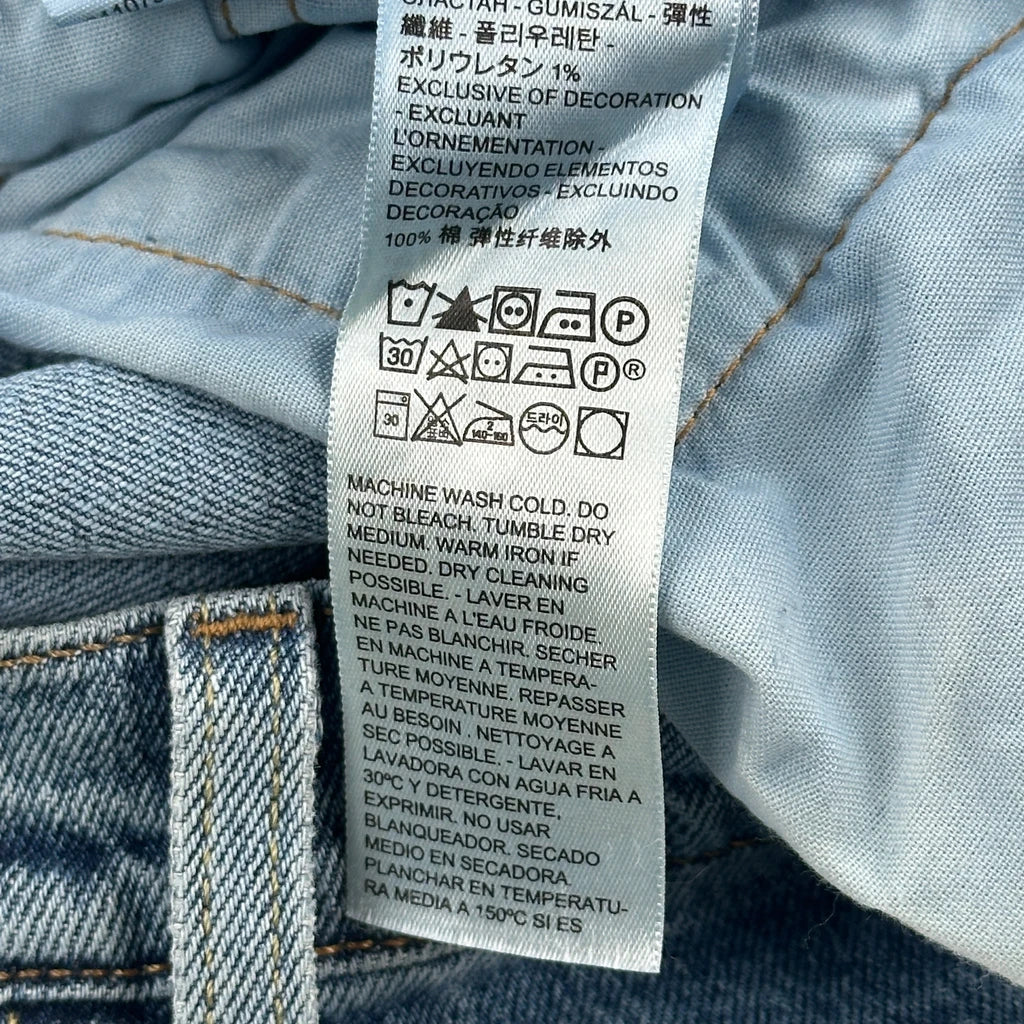 GUMISZÁL - 彈性
纖維 - 폴리우레탄 -
ポリウレタン 1%
EXCLUSIVE OF DECORATION
- EXCLUANT
L'ORNEMENTATION -
EXCLUYENDO ELEMENTOS
DECORATIVOS - EXCLUINDO
DECORAÇÃO
100% 棉 弹性纤维除外
P
30 P ®
30 2 140-160 드라이
MACHINE WASH COLD. DO
NOT BLEACH. TUMBLE DRY
MEDIUM. WARM IRON IF
NEEDED. DRY CLEANING
POSSIBLE. - LAVER EN
MACHINE A L'EAU FROIDE.
NE PAS BLANCHIR. SECHER
EN MACHINE A TEMPERA-
TURE MOYENNE. REPASSER
A TEMPERATURE MOYENNE
AU BESOIN . NETTOYAGE A
SEC POSSIBLE. - LAVAR EN
LAVADORA CON AGUA FRIA A
30ºC Y DETERGENTE,
EXPRIMIR. NO USAR
BLANQUEADOR. SECADO
MEDIO EN SECADORA.
PLANCHAR EN TEMPERATU-
RA MEDIA A 150ºC SI ES